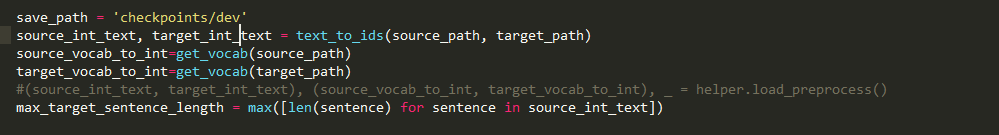 save_path = 'checkpoints/dev'
source_int_text, target_int_text = text_to_ids(source_path, target_path)
source_vocab_to_int=get_vocab(source_path)
target_vocab_to_int=get_vocab(target_path)
#(source_int_text, target_int_text), (source_vocab_to_int, target_vocab_to_int), _ = helper.load_preprocess()
max_target_sentence_length = max([len(sentence) for sentence in source_int_text])